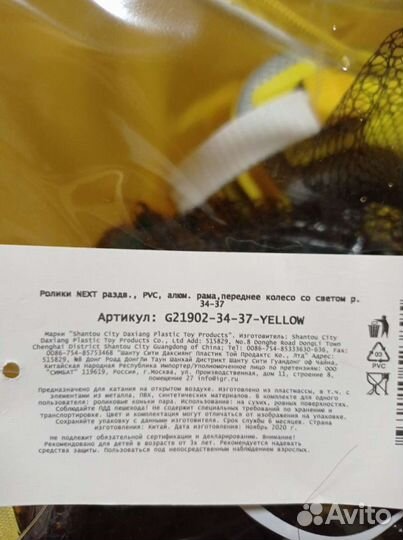 Ролики NEXT раздв., PVC, алюм. рама,переднее колесо со светом р.
34-37
Артикул: G21902-34-37-YELLOW
Марки "Shantou City Daxiang Plastic Toy Products". Изготовитель: Shantou City
Daxiang Plastic Toy Products Co., Ltd Add: 515829, No.8 Donghe Road Dongli Town
Chenghai District Shantou City Guangdong of China; Tel: 0086-754-85333630-636, Fax:
0086-754-85753468 "Шанту Сити Даксиянг Пластик Той Продактс Ко., Лтд" Адрес:
515829, №8 Донг Роад Донгли Таун Шанхай Дистрикт Шанту Сити Гуандонг оф Чайна,
Китайская Народная Республика Импортер/Уполномоченное лицо по претензиям: ООО
"СИМБАТ" 119619, Россия, г.Москва, ул. Производственная, дом 11, строение 8,
помещение 27 info@igr.ru
Предназначено для катания на открытом воздухе. Изготовлено из пластмассы, в т.ч. с
элементами из металла, ПВХ, синтетических материалов. В комплекте для одного
пользователя: роликовые коньки пара. Использование: на сухих, ровных поверхностях.
Соблюдайте ПДД пешехода! Не содержит специальных требований по хранению и
транспортировке. Цвет и комплектация могут отличаться от изображения на упаковке.
Сохраняйте упаковку с данными изготовителя. Срок службы 6 месяцев. Страна
изготовления: Китай. Дата изготовления: Ноябрь 2020 г.
Не подлежит обязательной сертификации и декларированию. Внимание!
Рекомендовано для детей в возрасте от 3х лет. Рекомендуется надевать
средства защиты. Пользоваться под непосредственным наблюдением взрослых.
03
PVC
Avito